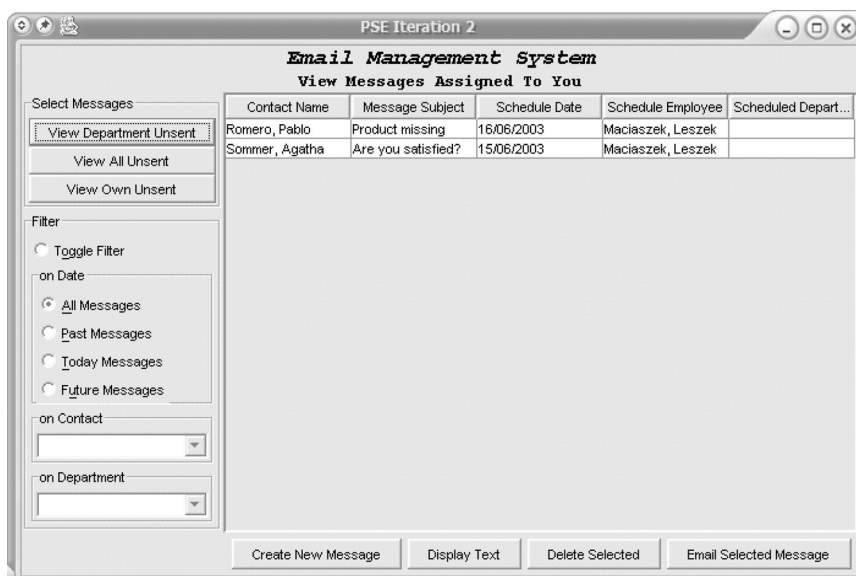 PSE Iteration 2
Email Management System
View Messages Assigned To You
Select Messages
View Department Unsent
View All Unsent
View Own Unsent
Filter
Toggle Filter
on Date
All Messages
Past Messages
Today Messages
Future Messages
on Contact
on Department
Contact Name Message Subject Schedule Date Schedule Employee Scheduled Depart...
Romero, Pablo Product missing 16/06/2003 Maciaszek, Leszek
Sommer, Agatha Are you satisfied? 15/06/2003 Maciaszek, Leszek
Create New Message Display Text Delete Selected Email Selected Message